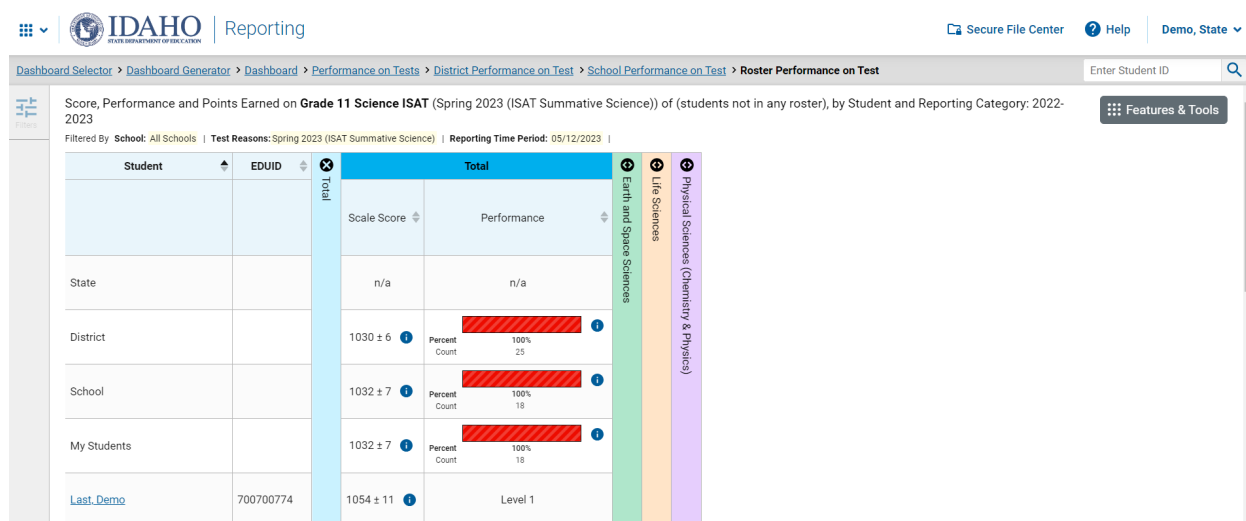 IDAHO
STATE DEPARTMENT OF EDUCATION
Reporting
Secure File Center
Help
Demo, State
Dashboard Selector > Dashboard Generator > Dashboard > Performance on Tests > District Performance on Test > School Performance on Test > Roster Performance on Test
Enter Student ID
Filters
Score, Performance and Points Earned on Grade 11 Science ISAT (Spring 2023 (ISAT Summative Science)) of (students not in any roster), by Student and Reporting Category: 2022-
2023
Features & Tools
Filtered By School: All Schools | Test Reasons: Spring 2023 (ISAT Summative Science) | Reporting Time Period: 05/12/2023 |
Student EDUID Total Total Earth and Space Sciences Life Sciences Physical Sciences (Chemistry & Physics)
Scale Score Performance
State n/a n/a
District 1030 ± 6 Percent 100%
Count 25
School 1032 ± 7 Percent 100%
Count 18
My Students 1032 ± 7 Percent 100%
Count 18
Last, Demo 700700774 1054 ± 11 Level 1